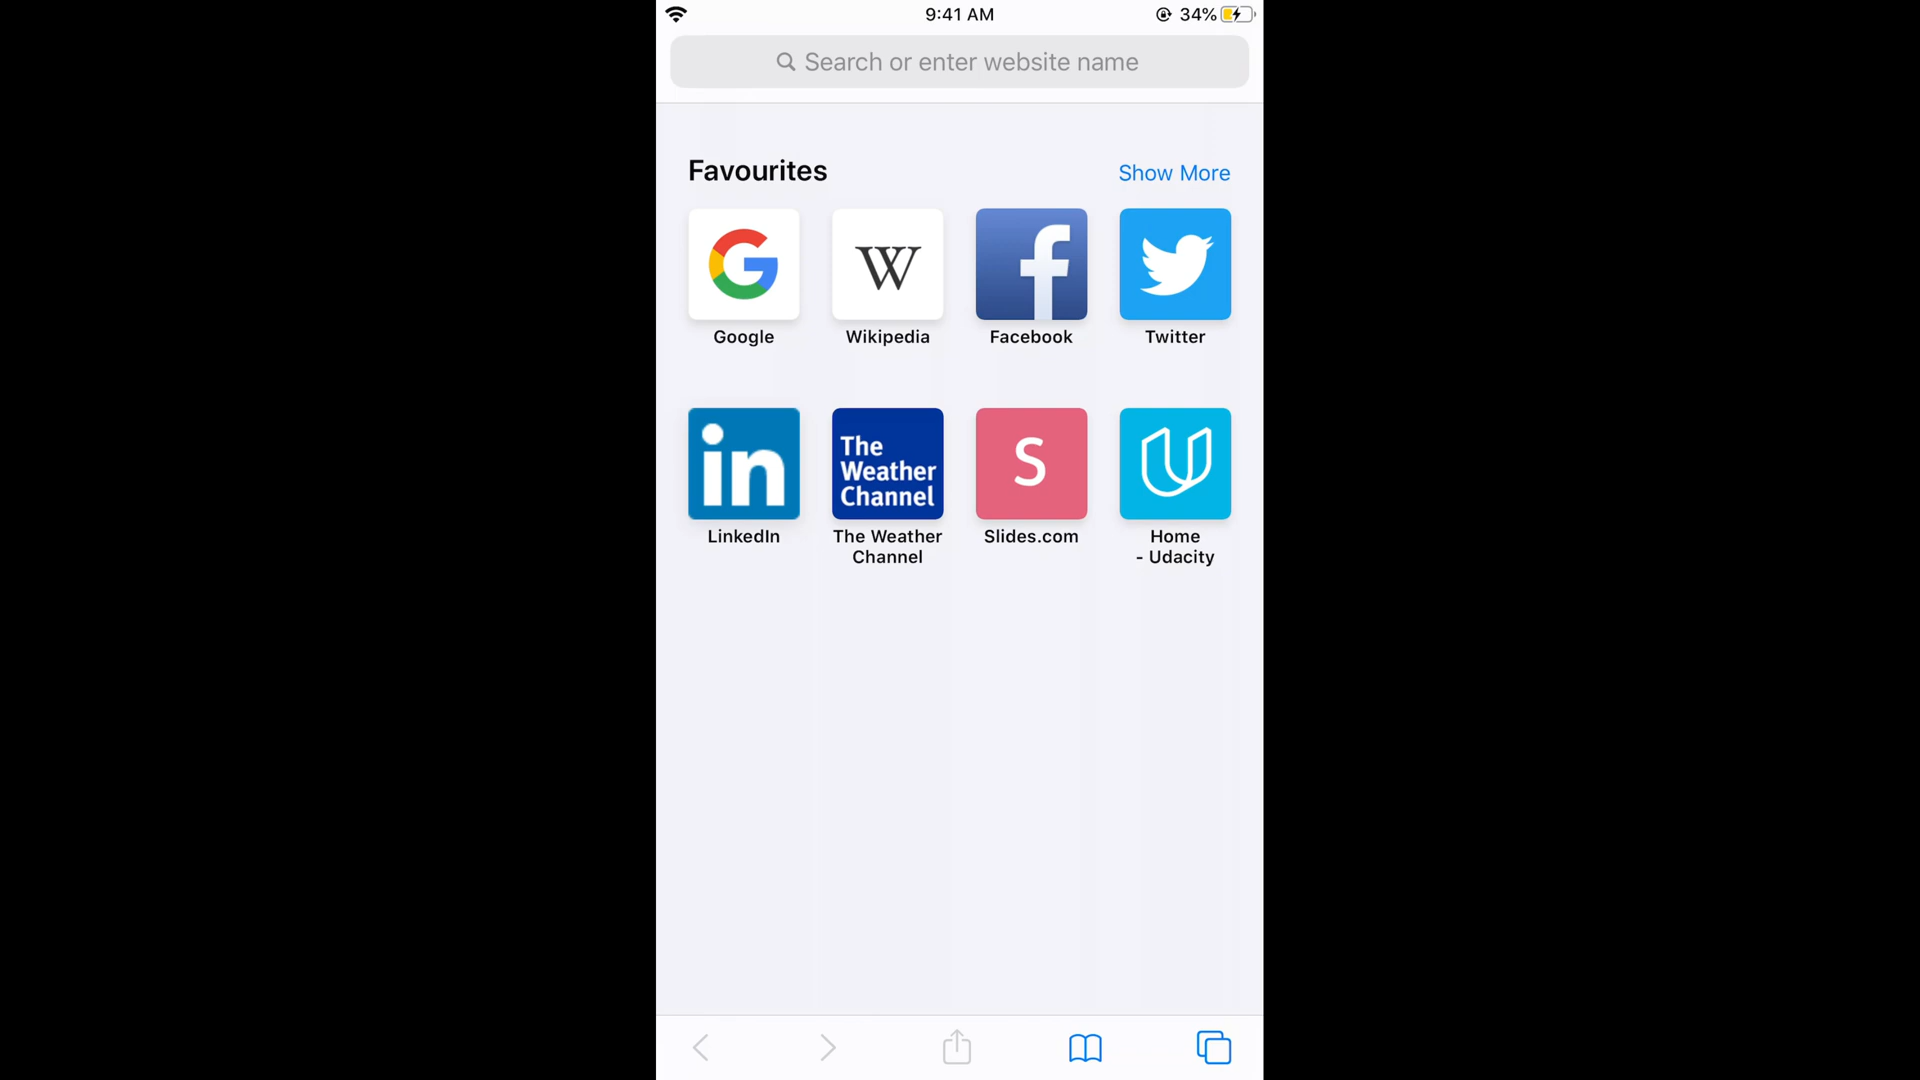 9:41 AM
34%
Search or enter website name
Favourites
Show More
G
W
f
Google
Wikipedia
Facebook
Twitter
in
The
Weather
Channel
S
LinkedIn
The Weather
Channel
Slides.com
Home
- Udacity